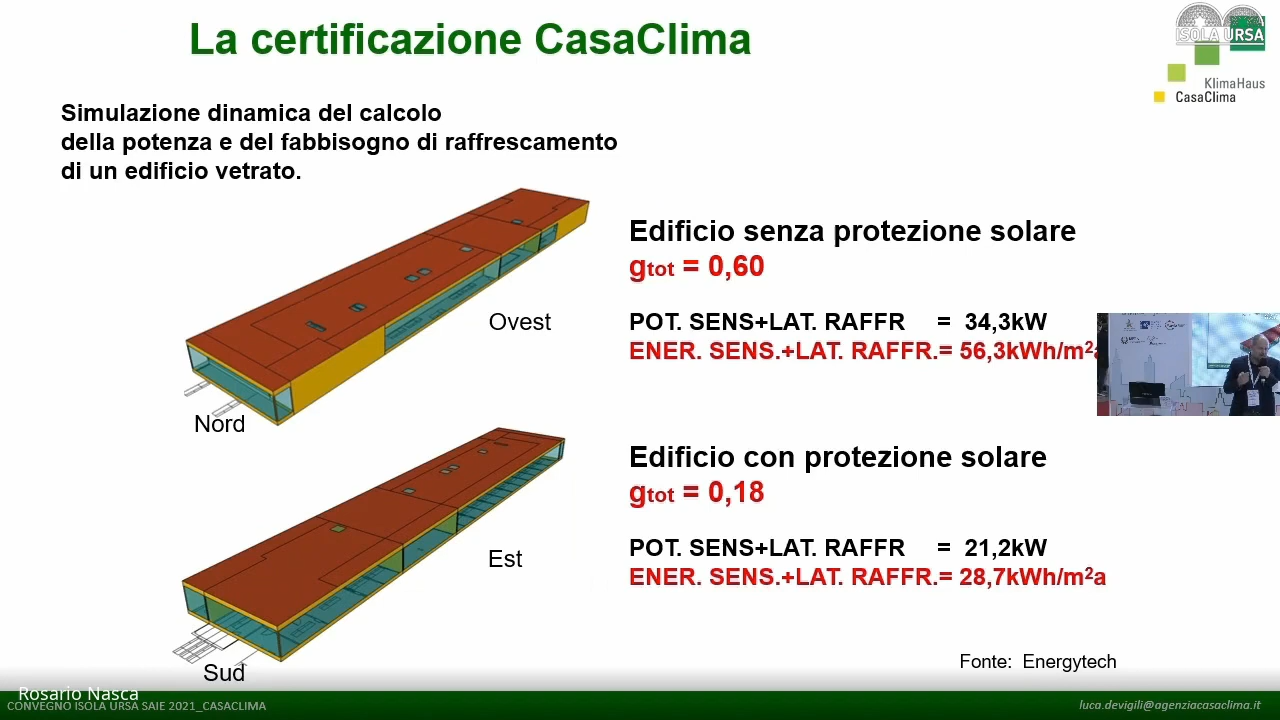 La certificazione CasaClima
ISOLA URSA
KlimaHaus
CasaClima
Simulazione dinamica del calcolo
della potenza e del fabbisogno di raffrescamento
di un edificio vetrato.
Edificio senza protezione solare
gtot = 0,60
Ovest
POT. SENS+LAT. RAFFR = 34,3kW
ENER. SENS.+LAT. RAFFR.= 56,3kWh/m²a
Nord
Edificio con protezione solare
gtot = 0,18
Est
POT. SENS+LAT. RAFFR = 21,2kW
ENER. SENS.+LAT. RAFFR.= 28,7kWh/m²a
Sud
Fonte: Energytech
Rosario Nasca
CONVEGNO ISOLA URSA SAIE 2021_CASACLIMA
luca.devigili@agenziacasaclima.it